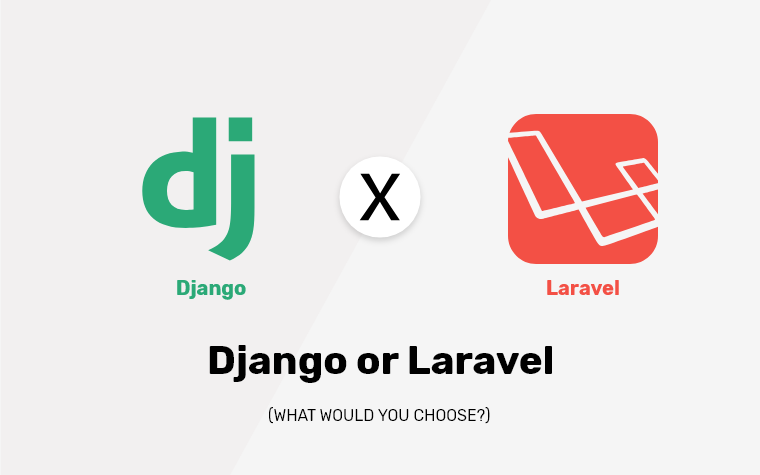 dj
X
Django
Laravel
Django or Laravel
(WHAT WOULD YOU CHOOSE?)